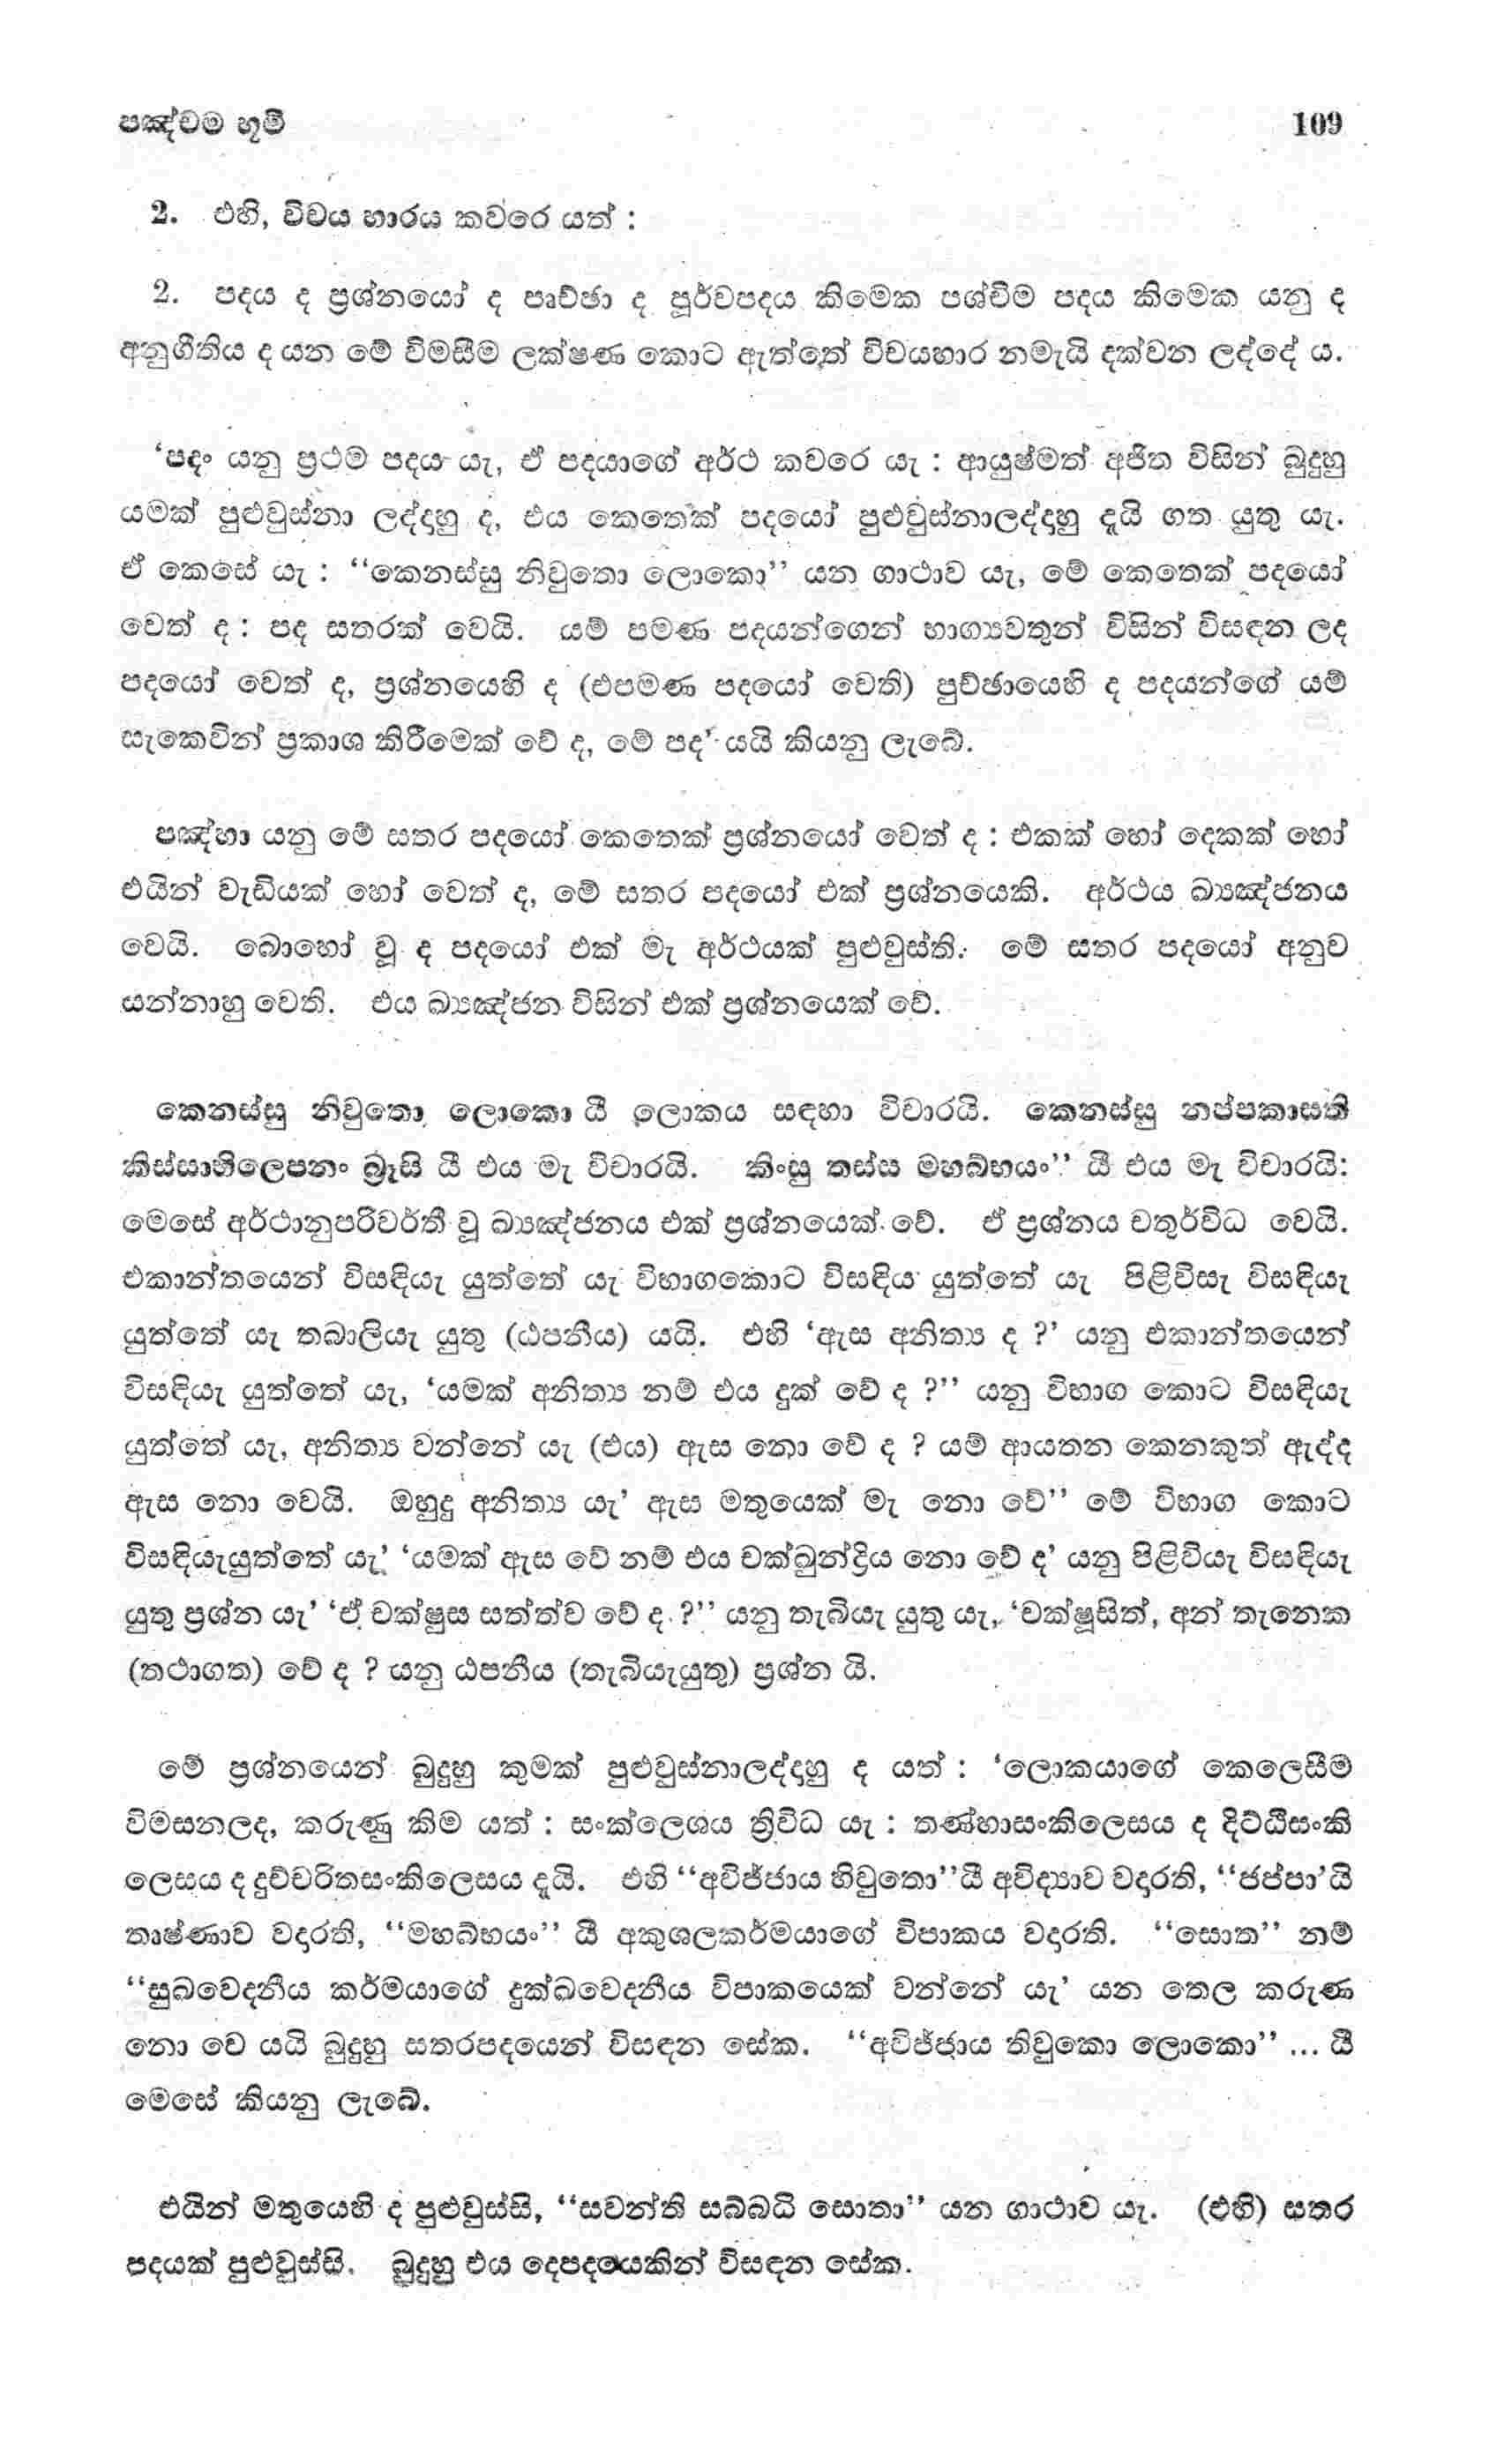 පඤ්චම භූමි 109
2. එහි, විචය හාරය කවරෙ යත් :
2. පදය ද ප්‍රශ්නයෝ ද පෘච්ඡා ද පූර්වපදය කිමෙක පශ්චිම පදය කිමෙක යනු ද
අනුගීතිය ද යන මේ විමසීම ලක්ෂණ කොට ඇත්තේ විචයහාර නමැයි දක්වන ලද්දේ ය.
‘පදං යනු ප්‍රථම පදය යැ, ඒ පදයාගේ අර්ථ කවරෙ යැ : ආයුෂ්මත් අජිත විසින් බුදුහු
යමක් පුළුවුස්නා ලද්දහු ද, එය කෙතෙක් පදයෝ පුළුවුස්නාලද්දාහු දැයි ගත යුතු යැ.
ඒ කෙසේ යැ : “කෙනස්සු නිවුතො ලොකො” යන ගාථාව යැ, මේ කෙතෙක් පදයෝ
වෙත් ද : පද සතරක් වෙයි. යම් පමණ පදයන්ගෙන් භාග්‍යවතුන් විසින් විසඳන ලද
පදයෝ වෙත් ද, ප්‍රශ්නයෙහි ද (එපමණ පදයෝ වෙති) පුච්ඡායෙහි ද පදයන්ගේ යම්
සැකෙවින් ප්‍රකාශ කිරීමෙක් වේ ද, මේ පද’ යයි කියනු ලැබේ.
පඤ්හා යනු මේ සතර පදයෝ කෙතෙක් ප්‍රශ්නයෝ වෙත් ද : එකක් හෝ දෙකක් හෝ
එයින් වැඩියක් හෝ වෙත් ද, මේ සතර පදයෝ එක් ප්‍රශ්නයෙකි. අර්ථය ඛ්‍යඤ්ජනය
වෙයි. බොහෝ වූ ද පදයෝ එක් මැ අර්ථයක් පුළුවුස්ති. මේ සතර පදයෝ අනුව
යන්නාහු වෙති. එය ඛ්‍යඤ්ජන විසින් එක් ප්‍රශ්නයෙක් වේ.
කෙනස්සු නිවුතො ලොකො යී ලොකය සඳහා විචාරයි. කෙනස්සු නප්පකාසති
කිස්සාභිලෙපනං බ්‍රූසි යී එය මැ විචාරයි. කිංසු තස්ස මහබ්භයං” යී එය මැ විචාරයි:
මෙසේ අර්ථානුපරිවර්තී වූ ඛ්‍යඤ්ජනය එක් ප්‍රශ්නයෙක් වේ. ඒ ප්‍රශ්නය චතුර්විධ වෙයි.
එකාන්තයෙන් විසඳියැ යුත්තේ යැ විභාගකොට විසඳිය යුත්තේ යැ පිළිවිසැ විසඳියැ
යුත්තේ යැ තබාලියැ යුතු (ඨපනීය) යයි. එහි ‘ඇස අනිත්‍ය ද ?’ යනු එකාන්තයෙන්
විසඳියැ යුත්තේ යැ, ‘යමක් අනිත්‍ය නම් එය දුක් වේ ද ?” යනු විභාග කොට විසඳියැ
යුත්තේ යැ, අනිත්‍ය වන්නේ යැ (එය) ඇස නො වේ ද ? යම් ආයතන කෙනකුත් ඇද්ද
ඇස නො වෙයි. ඔහුදු අනිත්‍ය යැ’ ඇස මතුයෙක් මැ නො වේ” මේ විභාග කොට
විසඳියැයුත්තේ යැ’ ‘යමක් ඇස වේ නම් එය චක්ඛුන්ද්‍රිය නො වේ ද’ යනු පිළිවියැ විසඳියැ
යුතු ප්‍රශ්න යැ’ ‘ඒ චක්ෂුස සත්ත්ව වේ ද ?” යනු තැබියැ යුතු යැ, ‘චක්ෂූසිත්, අන් තැනෙක
(තථාගත) වේ ද ? යනු ඨපනීය (තැබියැයුතු) ප්‍රශ්න යි.
මේ ප්‍රශ්නයෙන් බුදුහු කුමක් පුළුවුස්නාලද්දාහු ද යත් : ‘ලොකයාගේ කෙලෙසීම
විමසනලද, කරුණු කිම යත් : සංක්ලෙශය ත්‍රිවිධ යැ : තණ්හාසංකිලෙසය ද දිට්ඨිසංකි
ලෙසය ද දුච්චරිතසංකිලෙසය දැයි. එහි “අවිජ්ජාය හිවුතො”යී අවිද්‍යාව වදරති, “ජප්පා’යි
තෘෂ්ණාව වදාරති, “මහබ්භයං” යී අකුශලකර්මයාගේ විපාකය වදාරති. “සොත” නම්
“සුඛවෙදනීය කර්මයාගේ දුක්ඛවෙදනීය විපාකයෙක් වන්නේ යැ’ යන තෙල කරුණ
නො වෙ යයි බුදුහු සතරපදයෙන් විසඳන සේක. “අවිජ්ජාය තිවුකො ලොකො” ... යී
මෙසේ කියනු ලැබේ.
එයින් මතුයෙහි ද පුළුවුස්සි, “සවන්ති සබ්බධි සොතා” යන ගාථාව යැ. (එහි) සතර
පදයක් පුළුවුස්සි. බුදුහු එය දෙපදයෙකින් විසඳන සේක.